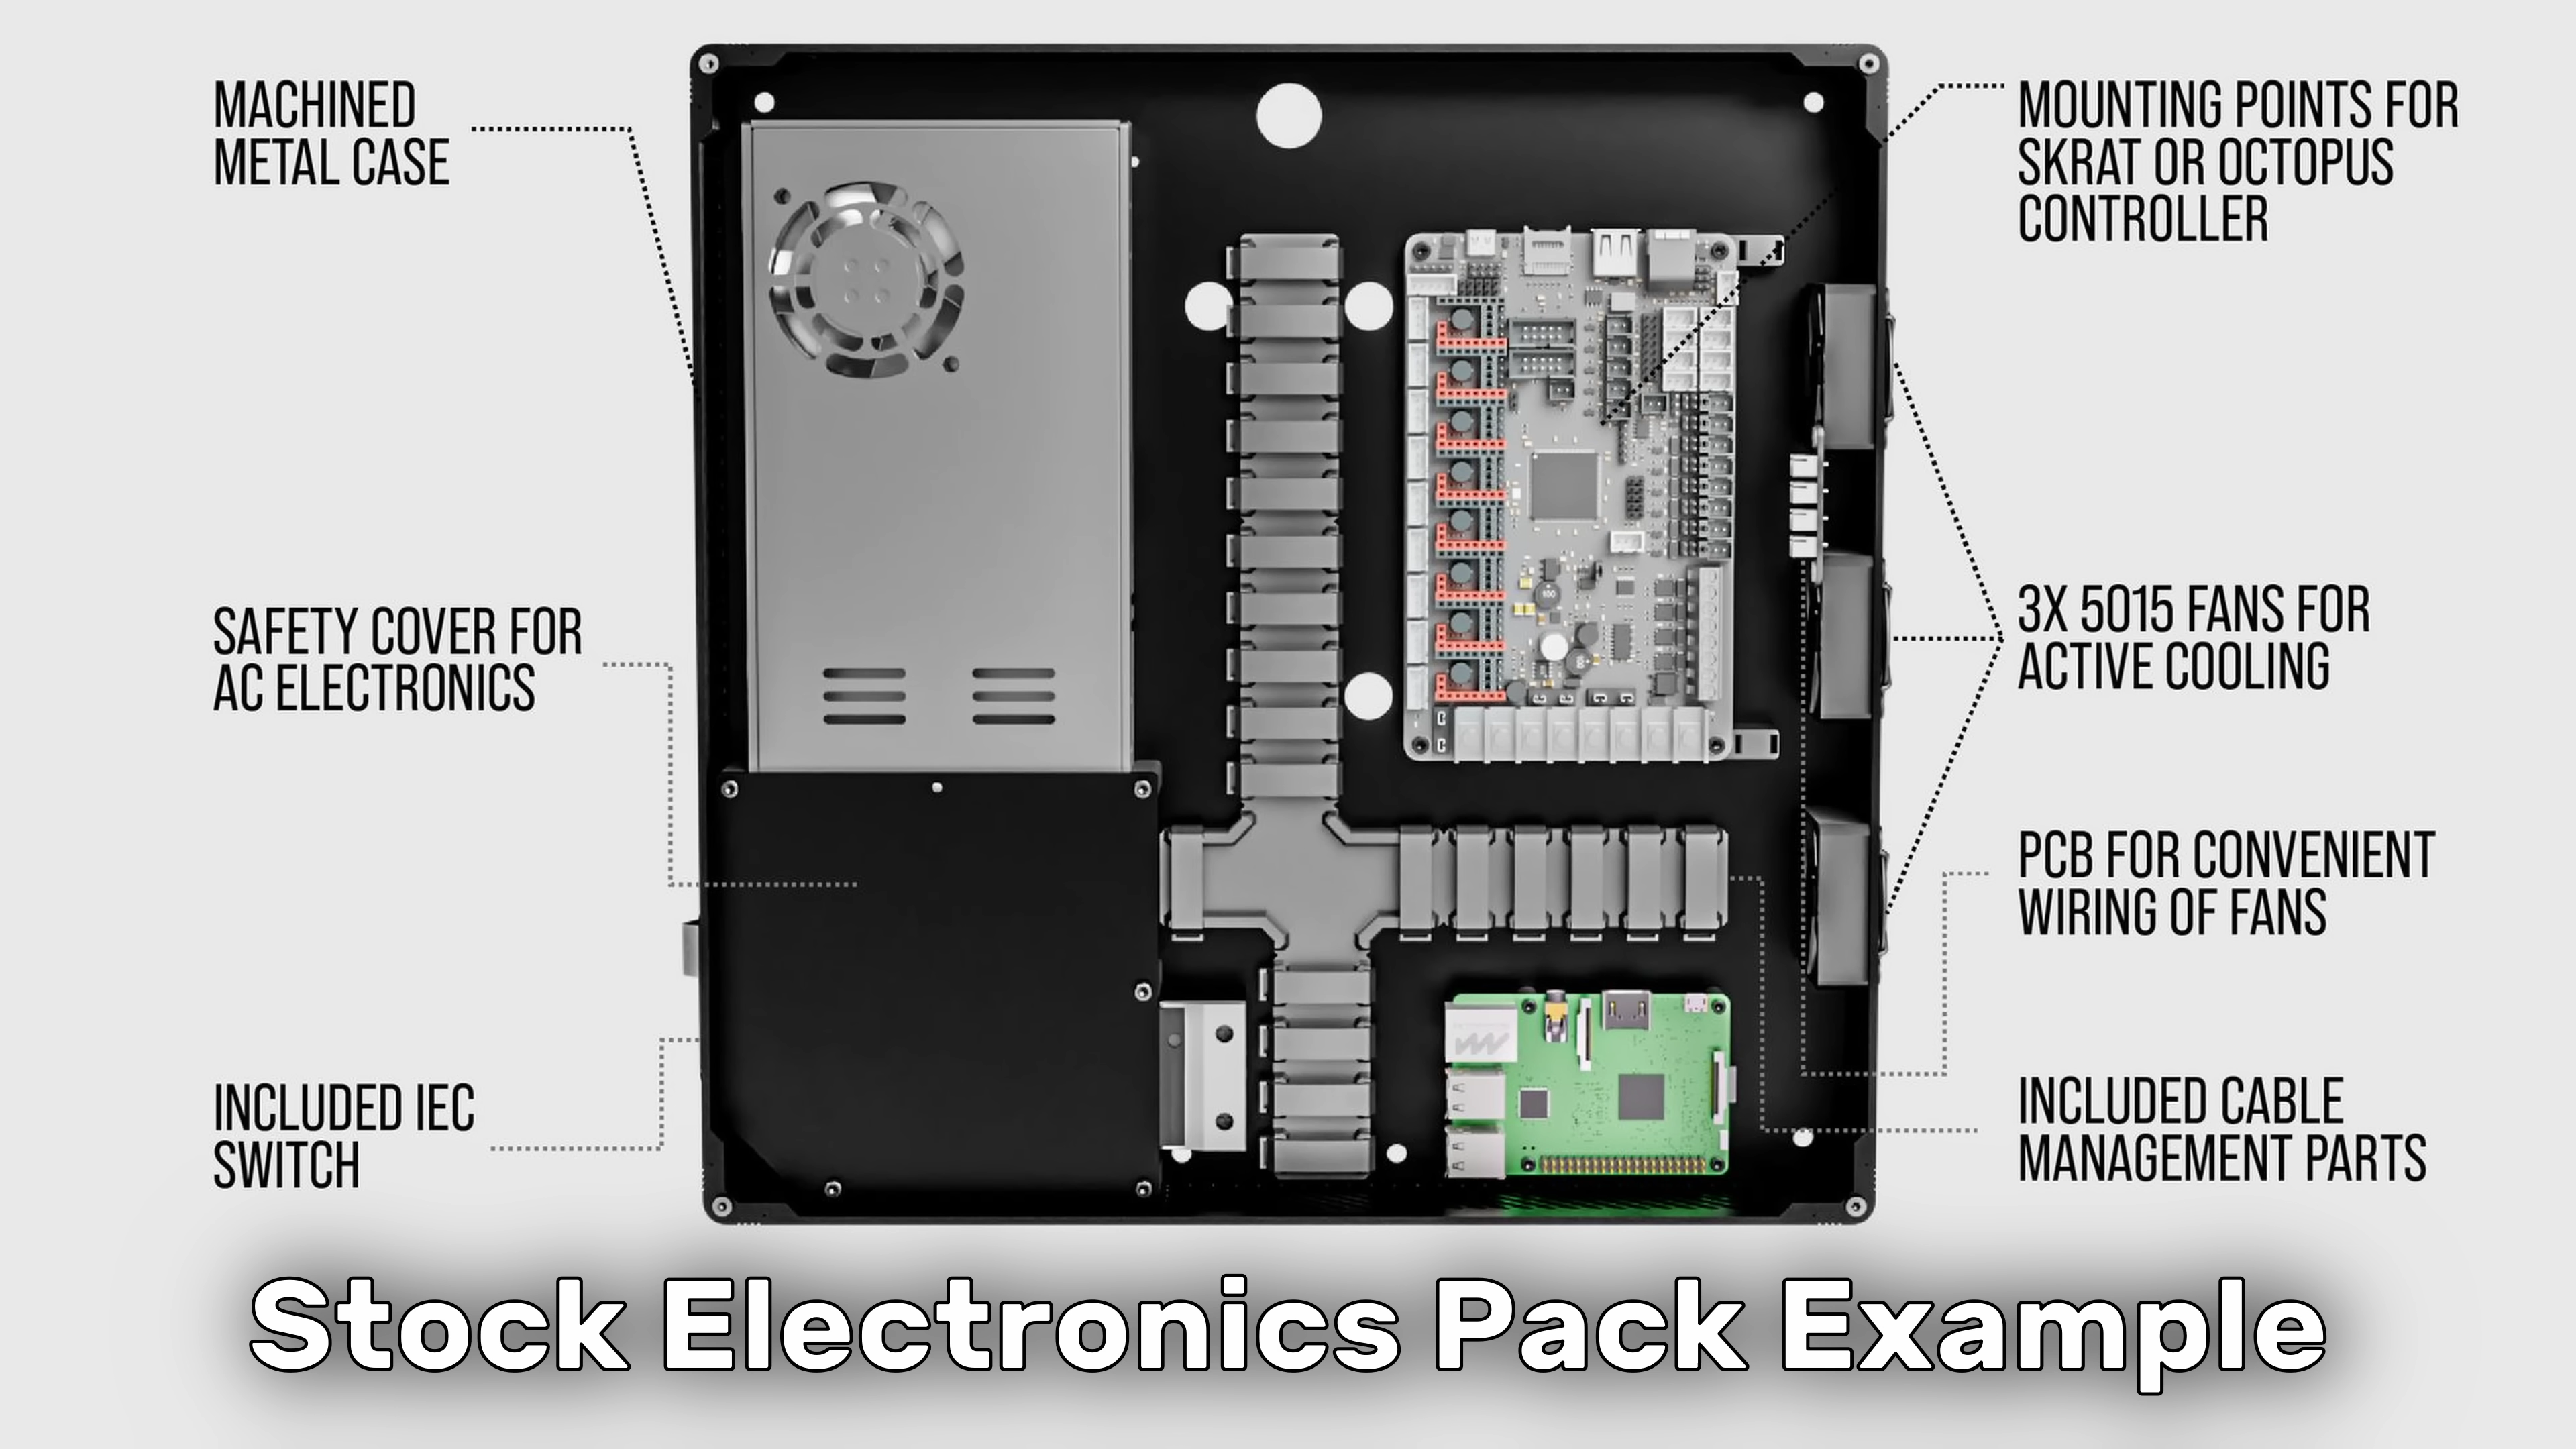 MACHINED
METAL CASE
SAFETY COVER FOR
AC ELECTRONICS
INCLUDED IEC
SWITCH
MOUNTING POINTS FOR
SKRAT OR OCTOPUS
CONTROLLER
3X 5015 FANS FOR
ACTIVE COOLING
PCB FOR CONVENIENT
WIRING OF FANS
INCLUDED CABLE
MANAGEMENT PARTS
Stock Electronics Pack Example